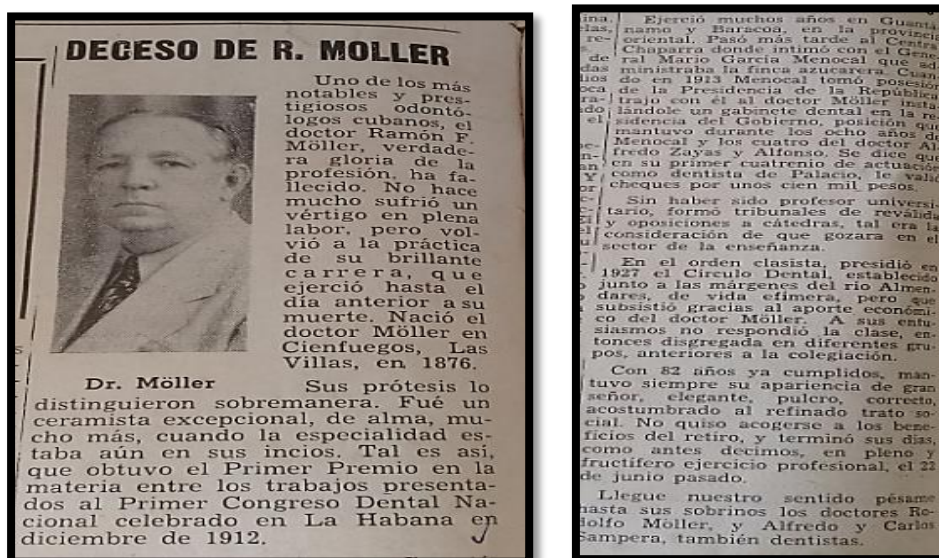 DECESO DE R. MOLLER
Uno de los más
notables y pres-
tigiosos odontó-
logos cubanos, el
doctor Ramón F.
Möller, verdade-
ra gloria de la
profesión, ha fa-
llecido. No hace
mucho sufrió un
vértigo en plena
labor, pero vol-
vió a la práctica
de su brillante
carrera, que
ejerció hasta el
día anterior a su
muerte. Nació el
doctor Möller en
Cienfuegos, Las
Villas, en 1876.
Dr. Möller
Sus prótesis lo
distinguieron sobremanera. Fué un
ceramista excepcional, de alma, mu-
cho más, cuando la especialidad es-
taba aún en sus incios. Tal es así,
que obtuvo el Primer Premio en la
materia entre los trabajos presenta-
dos al Primer Congreso Dental Na-
cional celebrado en La Habana en
diciembre de 1912.
Ejerció muchos años en Guantá-
namo y Baracoa, en la provincia
oriental. Pasó más tarde al Central
Chaparra donde intimó con el Gene-
ral Mario García Menocal que ad-
ministraba la finca azucarera. Cuan-
do en 1913 Menocal tomó posesión
de la Presidencia de la República
trajo con él al doctor Möller insta-
lándole un gabinete dental en la re-
sidencia del Gobierno, posición que
mantuvo durante los ocho años de
Menocal y los cuatro del doctor Al-
fredo Zayas y Alfonso. Se dice que
en su primer cuatrenio de actuación
como dentista de Palacio, le valió
cheques por unos cien mil pesos.
Sin haber sido profesor universi-
tario, formó tribunales de reválida
y oposiciones a cátedras, tal era la
consideración de que gozara en el
sector de la enseñanza.
En el orden clasista, presidió en
1927 el Círculo Dental, establecido
junto a las márgenes del río Almen-
dares, de vida efímera, pero que
subsistió gracias al aporte económi-
co del doctor Möller. A sus entu-
siasmos no respondió la clase, en-
tonces disgregada en diferentes gru-
pos, anteriores a la colegiación.
Con 82 años ya cumplidos, man-
tuvo siempre su apariencia de gran
señor, elegante, pulcro, correcto,
acostumbrado al refinado trato so-
cial. No quiso acogerse a los bene-
ficios del retiro, y terminó sus días,
como antes decimos, en pleno y
fructífero ejercicio profesional, el 22
de junio pasado.
Llegue nuestro sentido pésame
hasta sus sobrinos los doctores Ro-
dolfo Möller, y Alfredo y Carlos
Sampera, también dentistas.